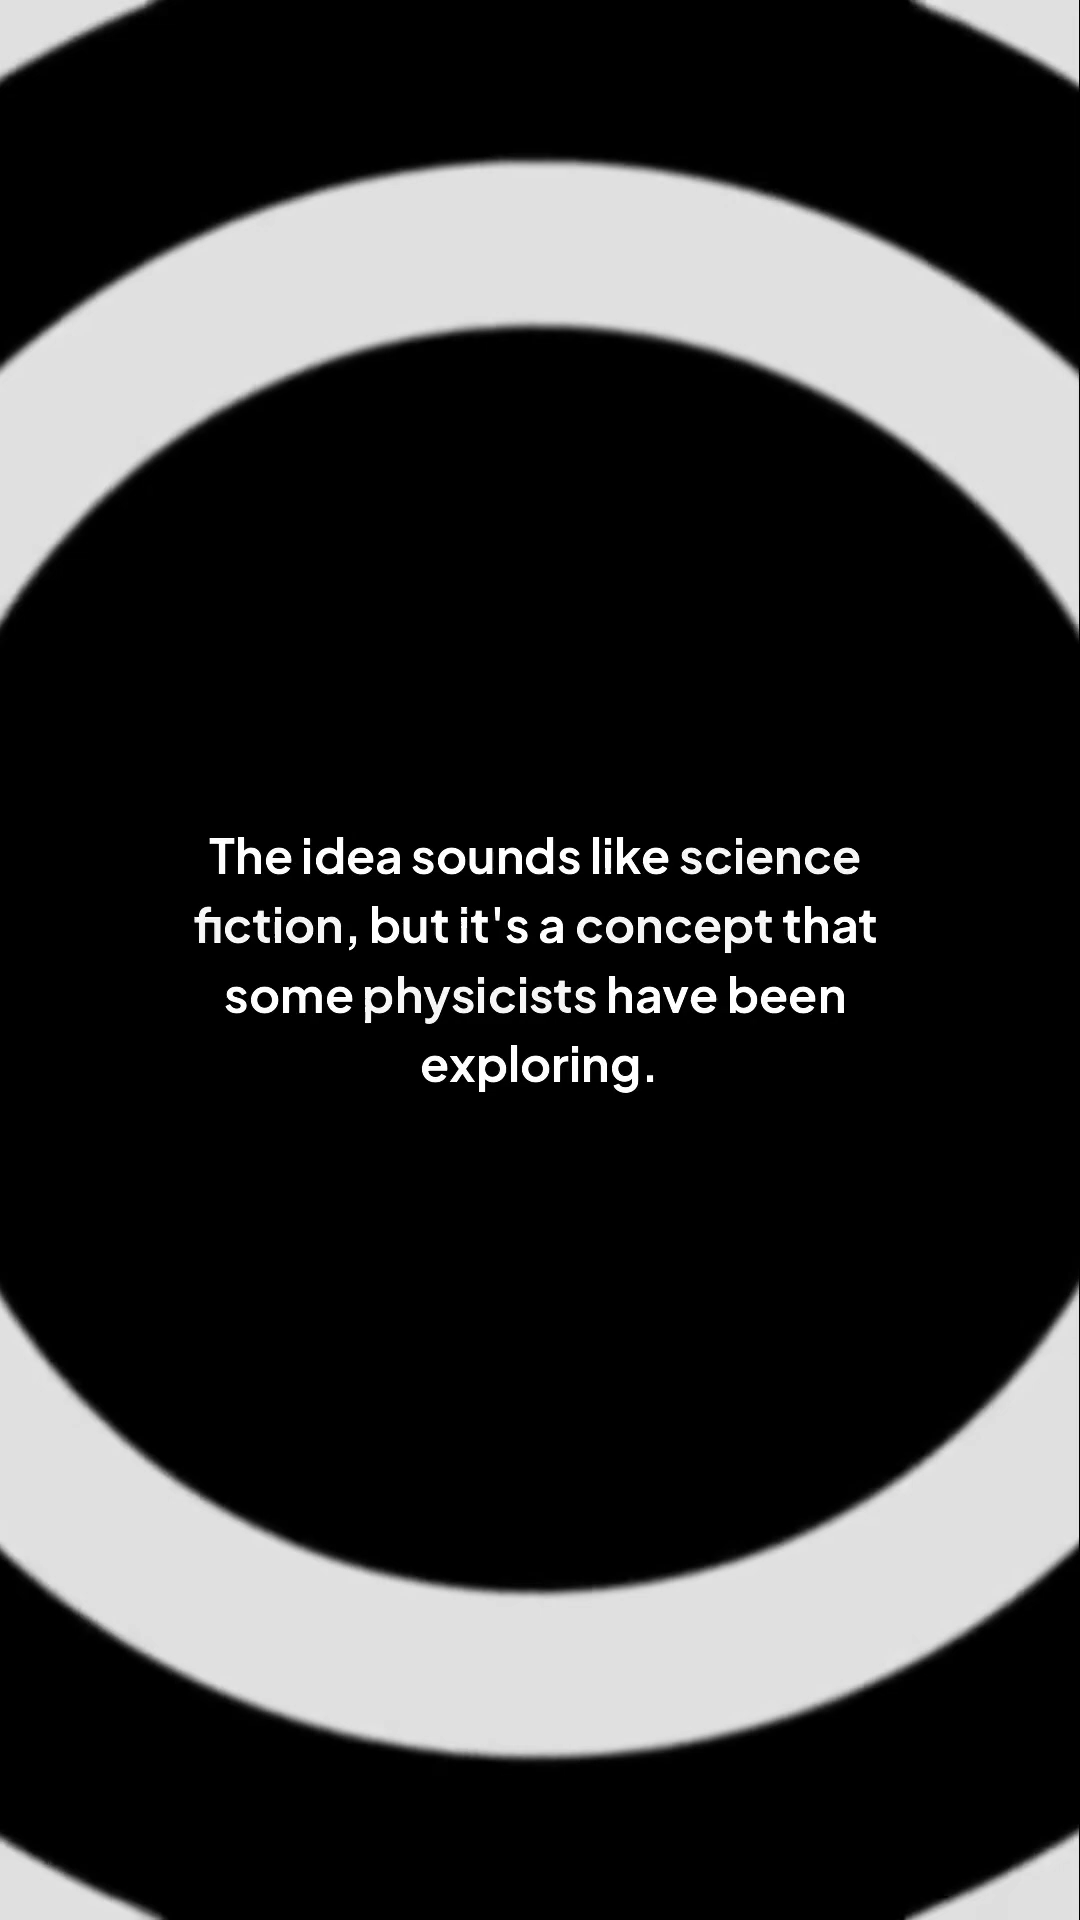 The idea sounds like science
fiction, but it's a concept that
some physicists have been
exploring.